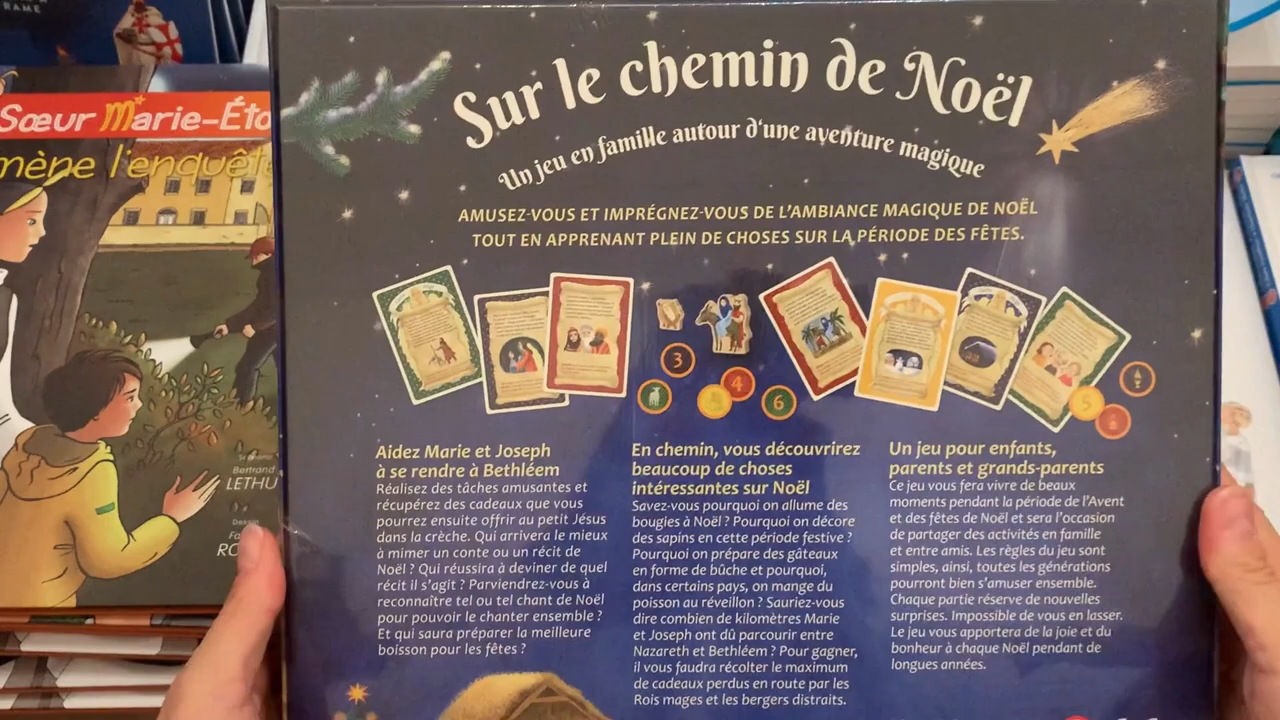 RAME
Sœur Marie-Éto
mène l'enquêt
Scénario
Bertrand
LETHU
Dessin
Sur le chemin de Noël
Un jeu en famille autour d'une aventure magique
AMUSEZ-VOUS ET IMPRÉGNEZ-VOUS DE L'AMBIANCE MAGIQUE DE NOËL
TOUT EN APPRENANT PLEIN DE CHOSES SUR LA PÉRIODE DES FÊTES.
3
4
6
5
Aidez Marie et Joseph
à se rendre à Bethléem
Réalisez des tâches amusantes et
récupérez des cadeaux que vous
pourrez ensuite offrir au petit Jésus
dans la crèche. Qui arrivera le mieux
à mimer un conte ou un récit de
Noël ? Qui réussira à deviner de quel
récit il s'agit ? Parviendrez-vous à
reconnaître tel ou tel chant de Noël
pour pouvoir le chanter ensemble ?
Et qui saura préparer la meilleure
boisson pour les fêtes ?
En chemin, vous découvrirez
beaucoup de choses
intéressantes sur Noël
Savez-vous pourquoi on allume des
bougies à Noël ? Pourquoi on décore
des sapins en cette période festive ?
Pourquoi on prépare des gâteaux
en forme de bûche et pourquoi,
dans certains pays, on mange du
poisson au réveillon ? Sauriez-vous
dire combien de kilomètres Marie
et Joseph ont dû parcourir entre
Nazareth et Bethléem ? Pour gagner,
il vous faudra récolter le maximum
de cadeaux perdus en route par les
Rois mages et les bergers distraits.
Un jeu pour enfants,
parents et grands-parents
Ce jeu vous fera vivre de beaux
moments pendant la période de l'Avent
et des fêtes de Noël et sera l'occasion
de partager des activités en famille
et entre amis. Les règles du jeu sont
simples, ainsi, toutes les générations
pourront bien s'amuser ensemble.
Chaque partie réserve de nouvelles
surprises. Impossible de vous en lasser.
Le jeu vous apportera de la joie et du
bonheur à chaque Noël pendant de
longues années.